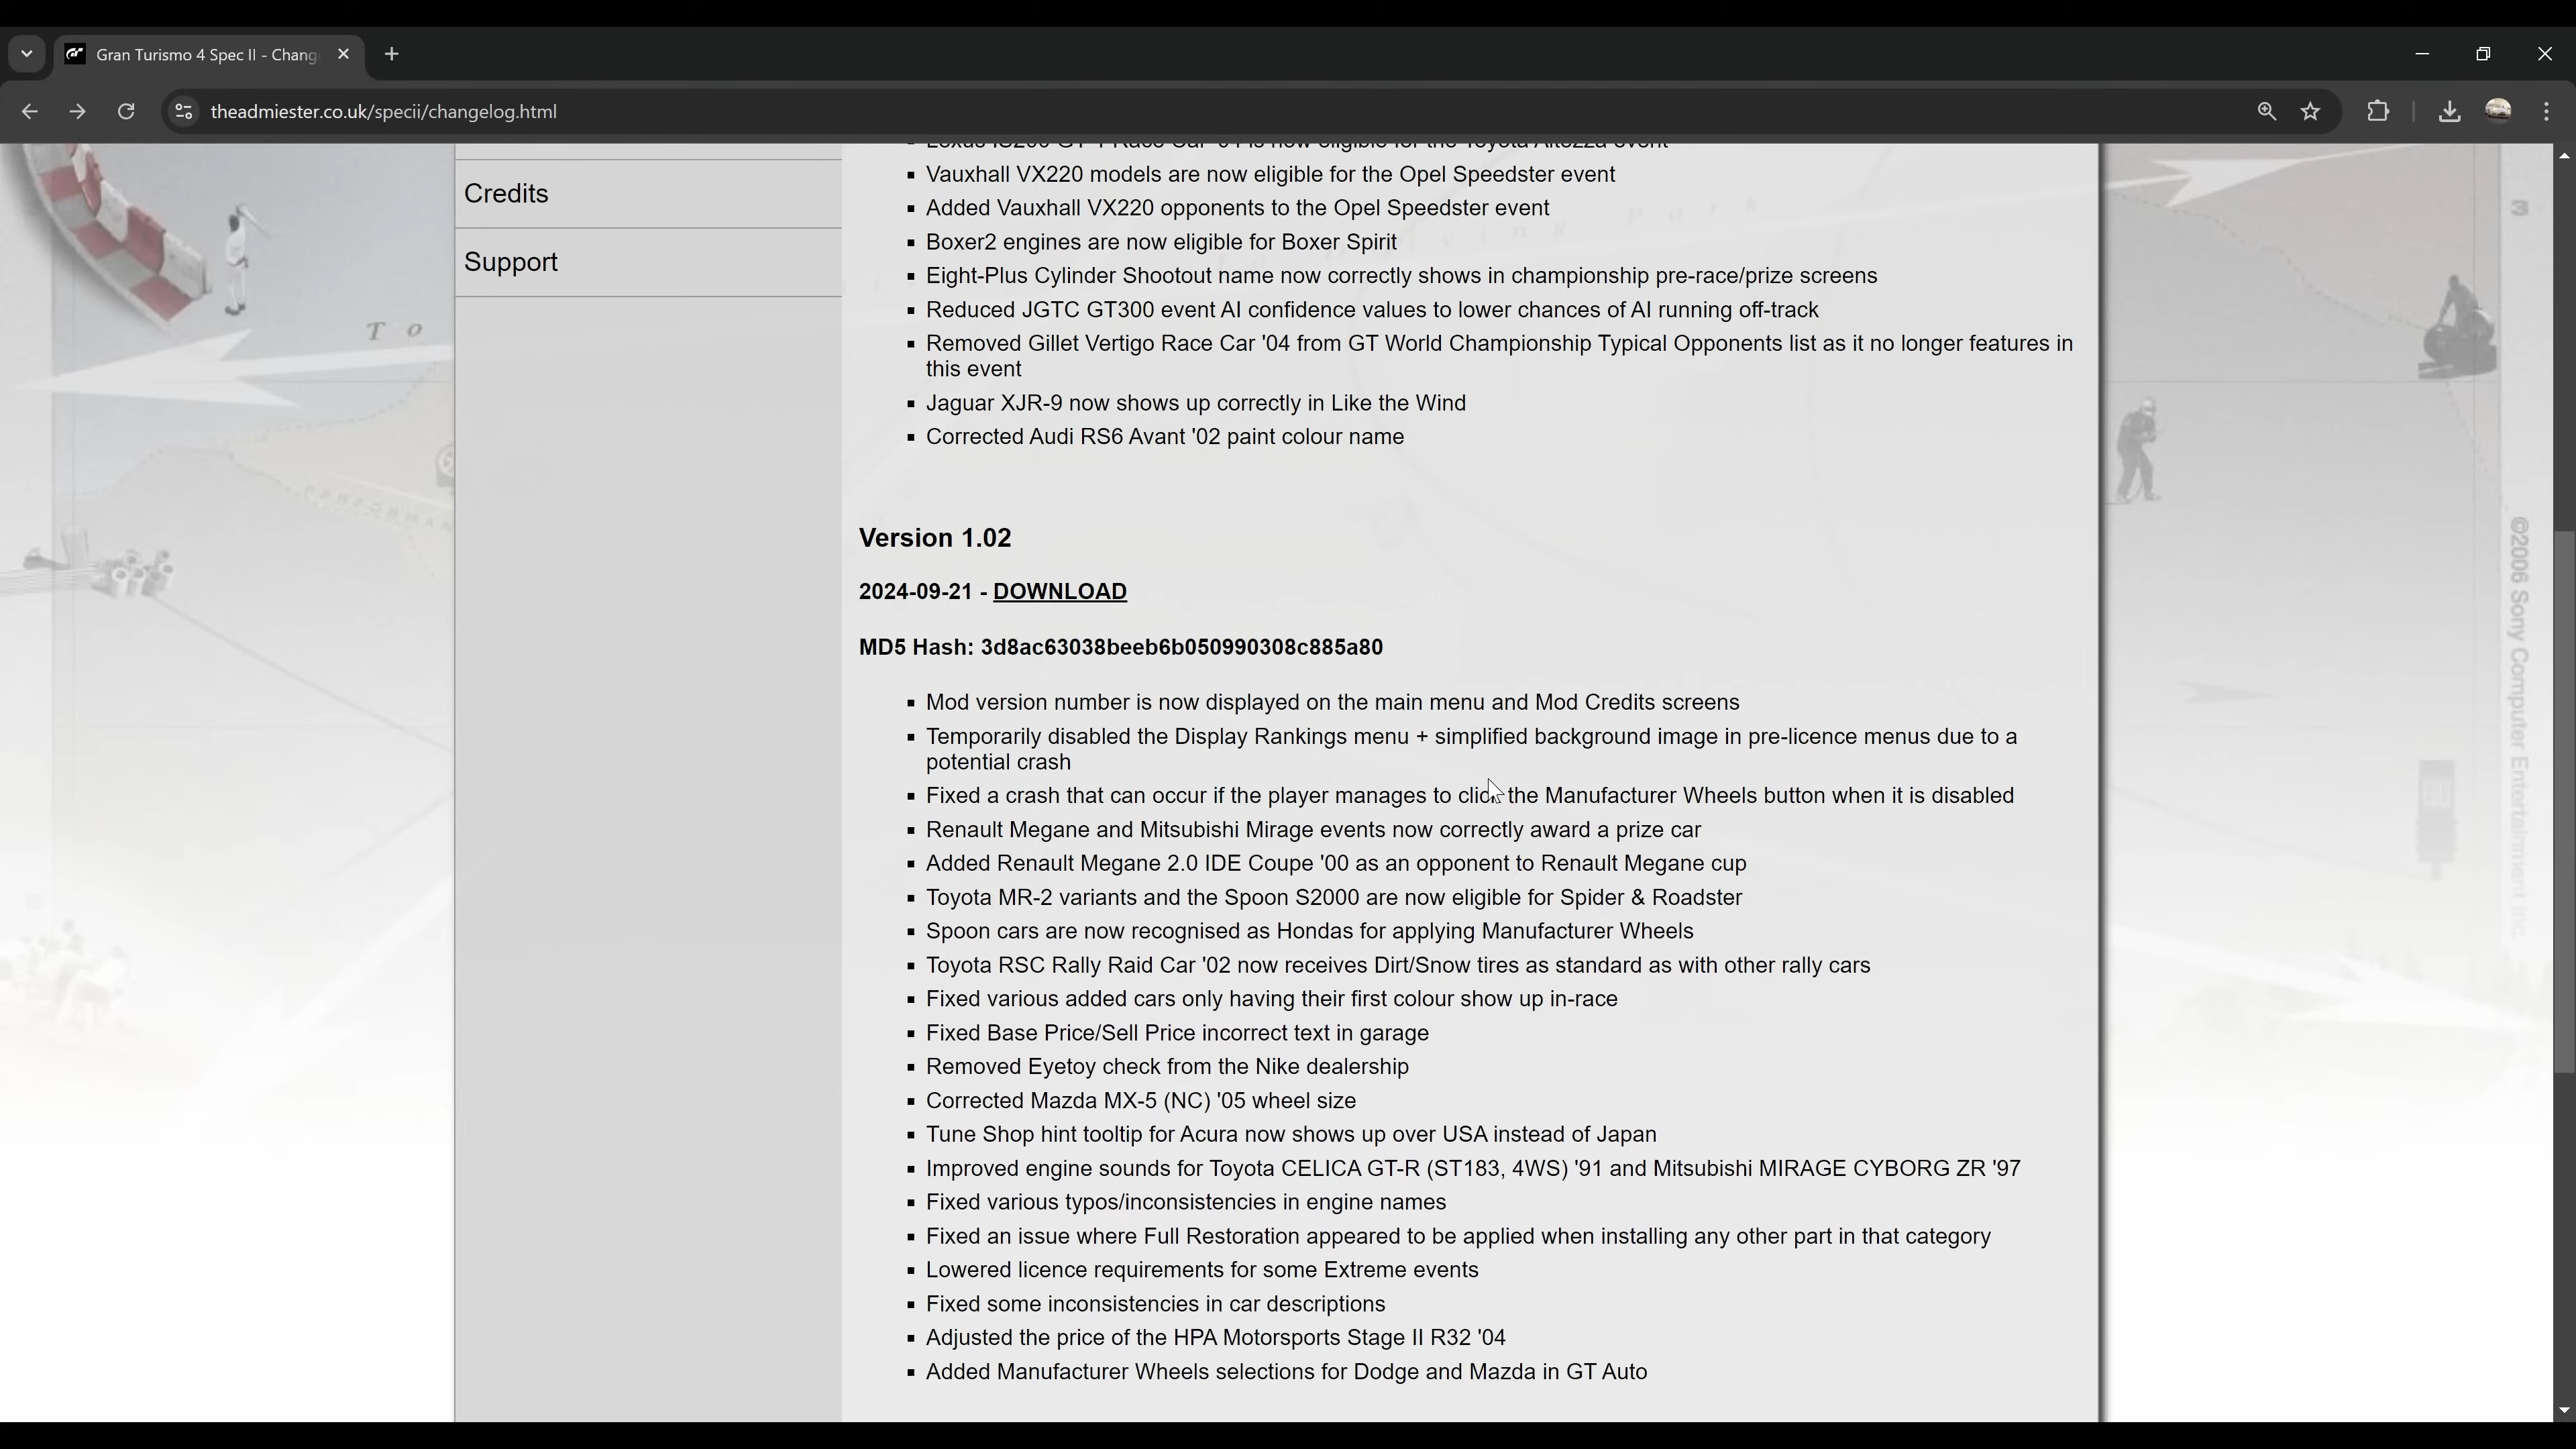 Gran Turismo 4 Spec II - Chang
theadmiester.co.uk/specii/changelog.html
Credits
Support
Lexus IS200 GT-1 Race Car '04 is now eligible for the Toyota Altezza event
Vauxhall VX220 models are now eligible for the Opel Speedster event
Added Vauxhall VX220 opponents to the Opel Speedster event
Boxer2 engines are now eligible for Boxer Spirit
Eight-Plus Cylinder Shootout name now correctly shows in championship pre-race/prize screens
Reduced JGTC GT300 event AI confidence values to lower chances of AI running off-track
Removed Gillet Vertigo Race Car '04 from GT World Championship Typical Opponents list as it no longer features in
this event
Jaguar XJR-9 now shows up correctly in Like the Wind
Corrected Audi RS6 Avant '02 paint colour name
Version 1.02
2024-09-21 - DOWNLOAD
MD5 Hash: 3d8ac63038beeb6b050990308c885a80
Mod version number is now displayed on the main menu and Mod Credits screens
Temporarily disabled the Display Rankings menu + simplified background image in pre-licence menus due to a
potential crash
Fixed a crash that can occur if the player manages to click the Manufacturer Wheels button when it is disabled
Renault Megane and Mitsubishi Mirage events now correctly award a prize car
Added Renault Megane 2.0 IDE Coupe '00 as an opponent to Renault Megane cup
Toyota MR-2 variants and the Spoon S2000 are now eligible for Spider & Roadster
Spoon cars are now recognised as Hondas for applying Manufacturer Wheels
Toyota RSC Rally Raid Car '02 now receives Dirt/Snow tires as standard as with other rally cars
Fixed various added cars only having their first colour show up in-race
Fixed Base Price/Sell Price incorrect text in garage
Removed Eyetoy check from the Nike dealership
Corrected Mazda MX-5 (NC) '05 wheel size
Tune Shop hint tooltip for Acura now shows up over USA instead of Japan
Improved engine sounds for Toyota CELICA GT-R (ST183, 4WS) '91 and Mitsubishi MIRAGE CYBORG ZR '97
Fixed various typos/inconsistencies in engine names
Fixed an issue where Full Restoration appeared to be applied when installing any other part in that category
Lowered licence requirements for some Extreme events
Fixed some inconsistencies in car descriptions
Adjusted the price of the HPA Motorsports Stage II R32 '04
Added Manufacturer Wheels selections for Dodge and Mazda in GT Auto
T o
3
©2006 Sony Computer Entertainment Inc.